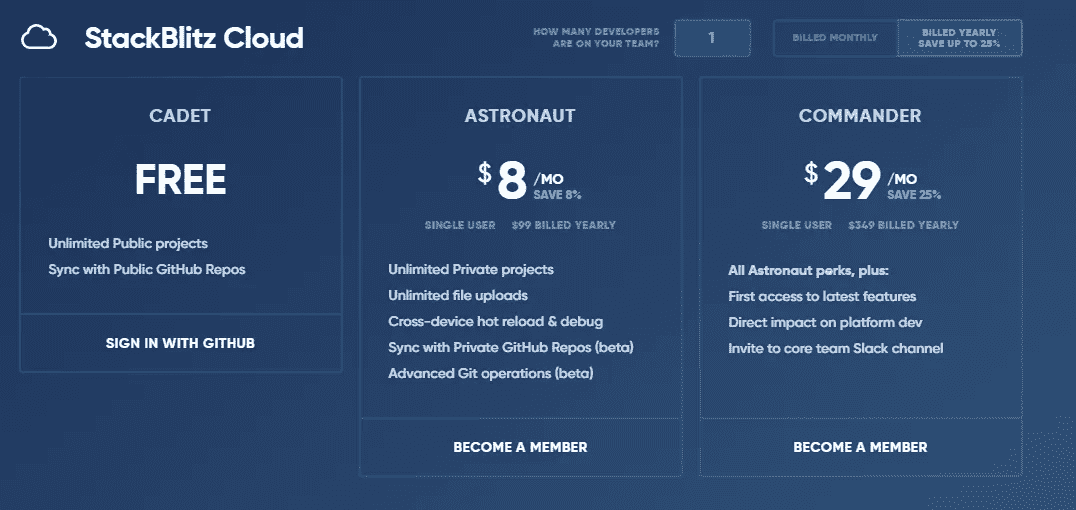 StackBlitz Cloud
HOW MANY DEVELOPERS
ARE ON YOUR TEAM?
1
BILLED MONTHLY
BILLED YEARLY
SAVE UP TO 25%
CADET
FREE
Unlimited Public projects
Sync with Public GitHub Repos
SIGN IN WITH GITHUB
ASTRONAUT
$8 /MO
SAVE 8%
SINGLE USER $99 BILLED YEARLY
Unlimited Private projects
Unlimited file uploads
Cross-device hot reload & debug
Sync with Private GitHub Repos (beta)
Advanced Git operations (beta)
BECOME A MEMBER
COMMANDER
$29 /MO
SAVE 25%
SINGLE USER $349 BILLED YEARLY
All Astronaut perks, plus:
First access to latest features
Direct impact on platform dev
Invite to core team Slack channel
BECOME A MEMBER